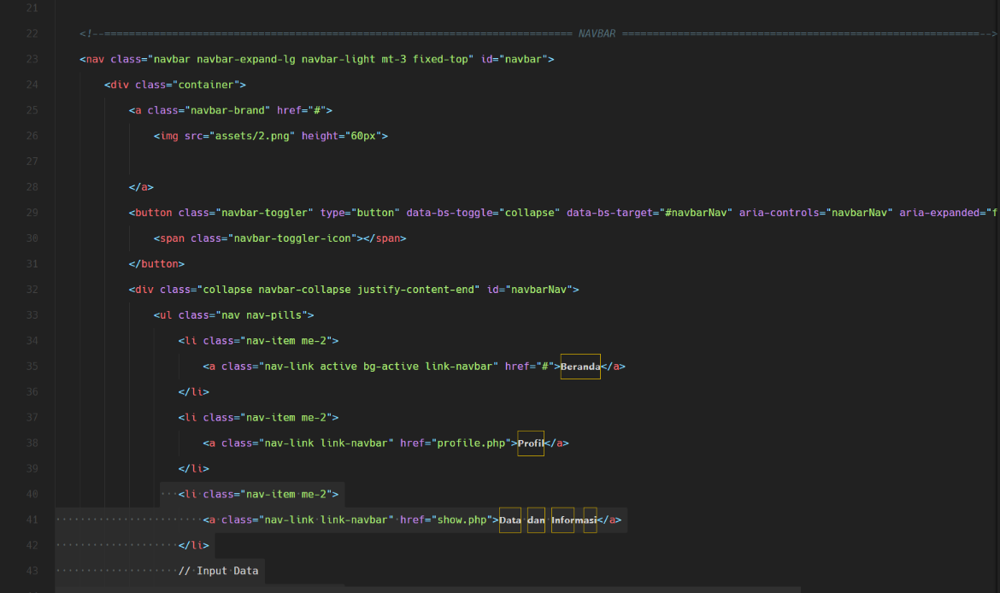 21
22 <!--============================================================================ NAVBAR ==========================================================-->
23 <nav class="navbar navbar-expand-lg navbar-light mt-3 fixed-top" id="navbar">
24 <div class="container">
25 <a class="navbar-brand" href="#">
26 <img src="assets/2.png" height="60px">
27
28 </a>
29 <button class="navbar-toggler" type="button" data-bs-toggle="collapse" data-bs-target="#navbarNav" aria-controls="navbarNav" aria-expanded="f
30 <span class="navbar-toggler-icon"></span>
31 </button>
32 <div class="collapse navbar-collapse justify-content-end" id="navbarNav">
33 <ul class="nav nav-pills">
34 <li class="nav-item me-2">
35 <a class="nav-link active bg-active link-navbar" href="#">Beranda</a>
36 </li>
37 <li class="nav-item me-2">
38 <a class="nav-link link-navbar" href="profile.php">Profil</a>
39 </li>
40 <li class="nav-item me-2">
41 <a class="nav-link link-navbar" href="show.php">Data dan Informasi</a>
42 </li>
43 // Input Data